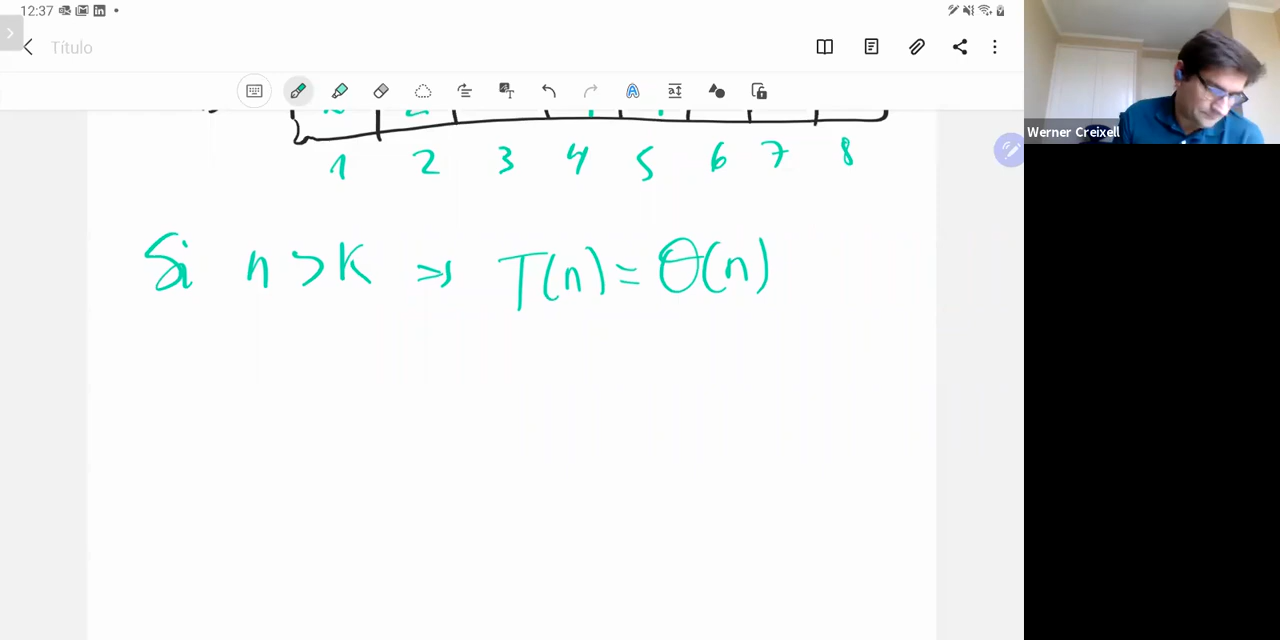 12:37
Título
Werner Creixell
1 2 3 4 5 6 7 8
Si n > k ⇒ T(n) = Θ(n)